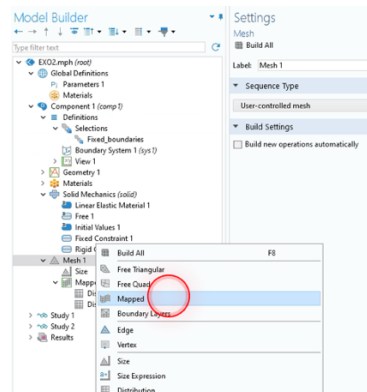 Model Builder
Type filter text
EXO2.mph (root)
Global Definitions
Pi Parameters 1
Materials
Component 1 (comp1)
Definitions
Selections
Fixed_boundaries
Boundary System 1 (sys1)
View 1
Geometry 1
Materials
Solid Mechanics (solid)
Linear Elastic Material 1
Free 1
Initial Values 1
Fixed Constraint 1
Rigid
Mesh 1
Size
Mapp
Dis
Dis
Study 1
Study 2
Results
Build All F8
Free Triangular
Free Quad
Mapped
Boundary Layers
Edge
Vertex
Size
Size Expression
Distribution
Settings
Mesh
Build All
Label: Mesh 1
Sequence Type
User-controlled mesh
Build Settings
Build new operations automatically